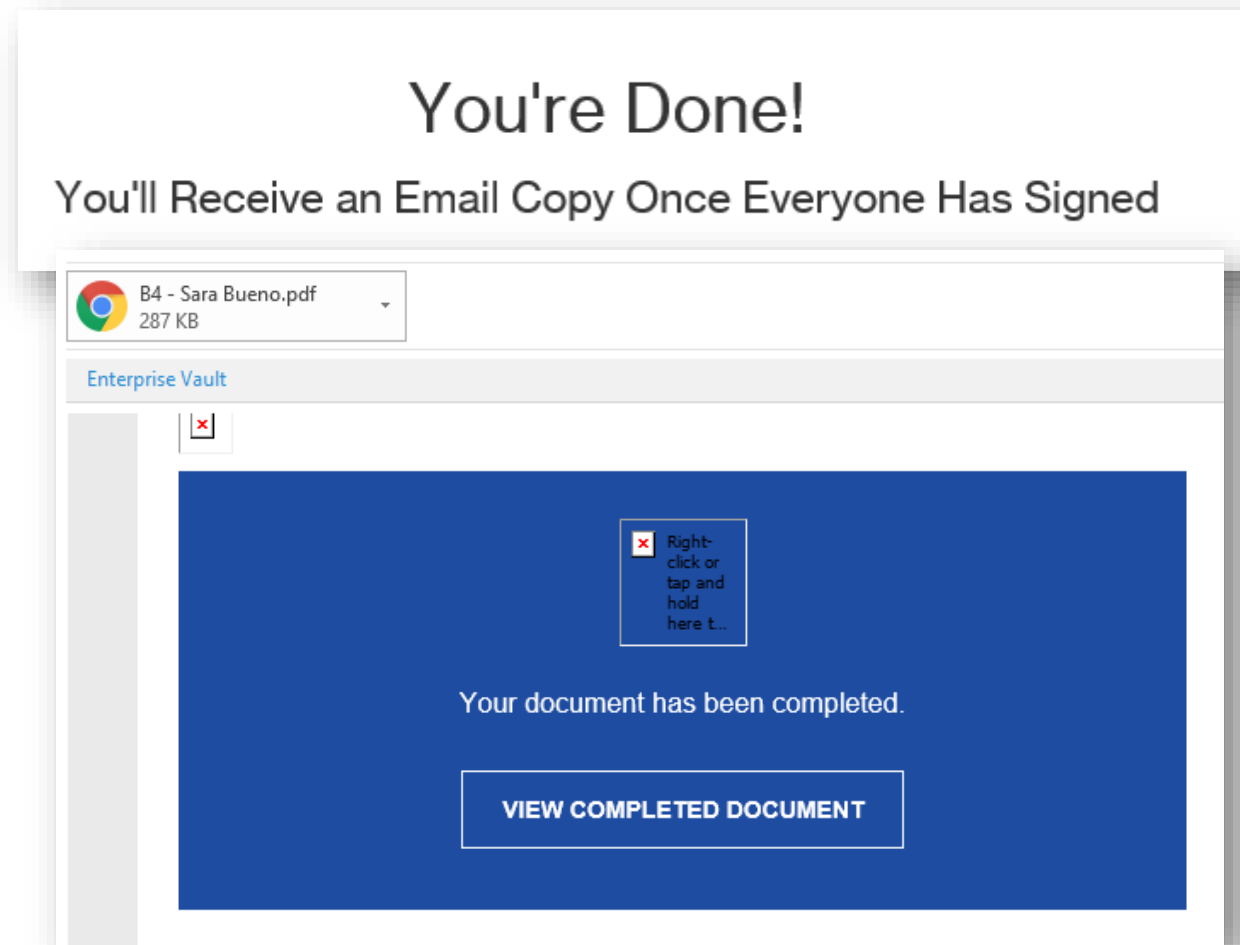 You're Done!
You'll Receive an Email Copy Once Everyone Has Signed
B4 - Sara Bueno.pdf
287 KB
Enterprise Vault
Right-
click or
tap and
hold
here t...
Your document has been completed.
VIEW COMPLETED DOCUMENT